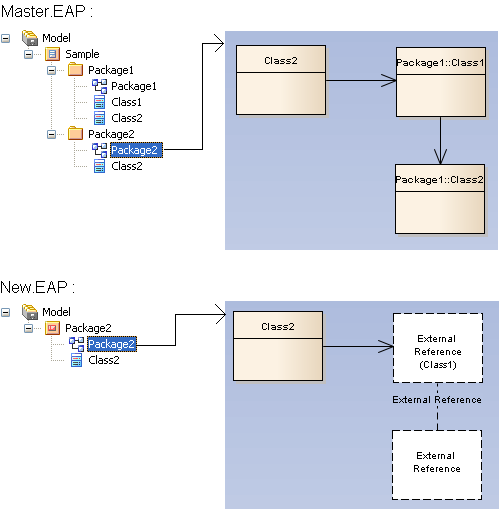 Master.EAP :
Model
Sample
Package1
Package1
Class1
Class2
Package2
Package2
Class2
Class2
Package1::Class1
Package1::Class2
New.EAP :
Model
Package2
Package2
Class2
Class2
External
Reference
(Class1)
External Reference
External
Reference